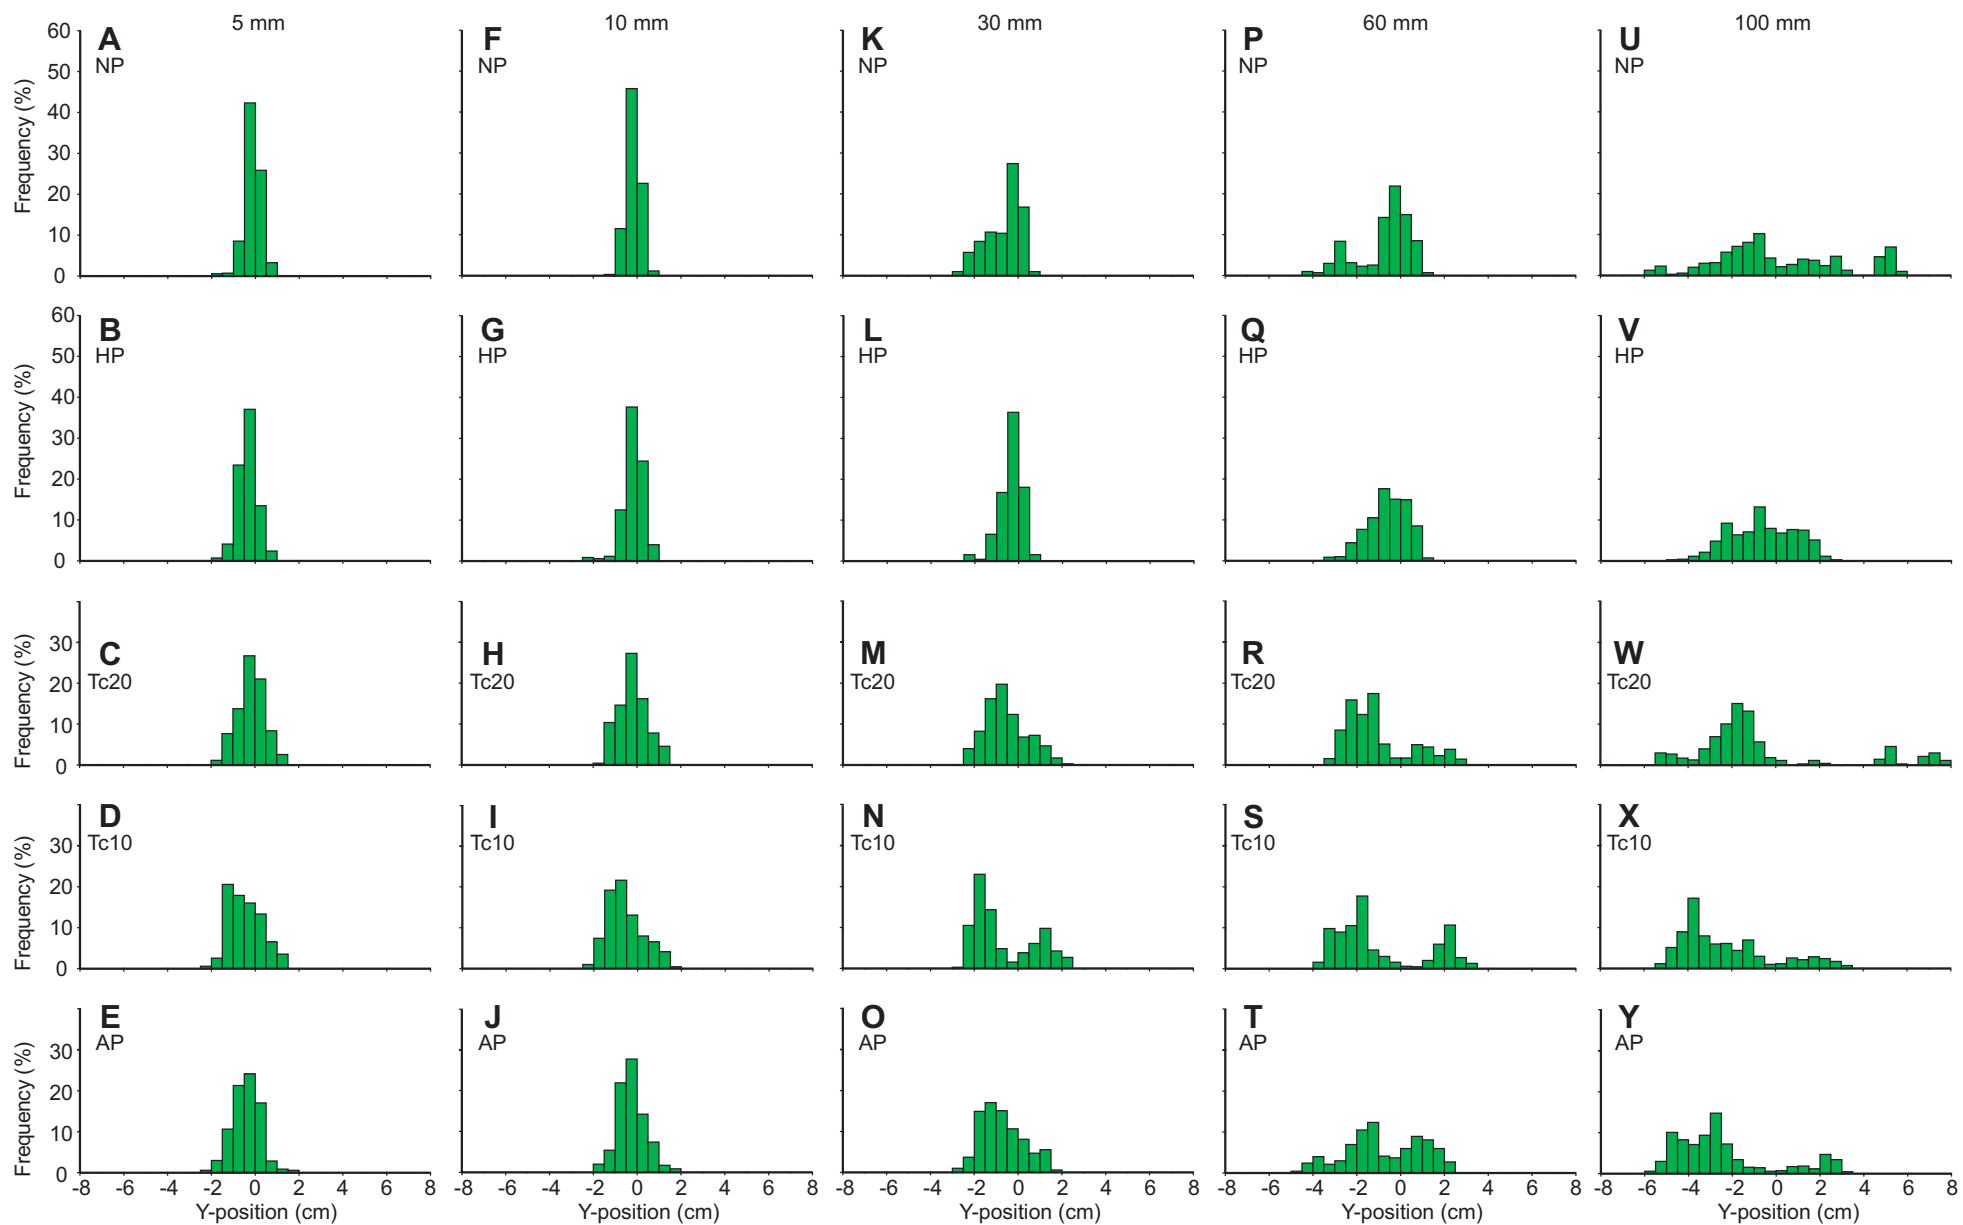 5 mm 10 mm 30 mm 60 mm 100 mm
A F K P U
NP NP NP NP NP
60
50
40
30
20
10
0
Frequency (%)
B G L Q V
HP HP HP HP HP
60
50
40
30
20
10
0
Frequency (%)
C H M R W
Tc20 Tc20 Tc20 Tc20 Tc20
30
20
10
0
Frequency (%)
D I N S X
Tc10 Tc10 Tc10 Tc10 Tc10
30
20
10
0
Frequency (%)
E J O T Y
AP AP AP AP AP
30
20
10
0
Frequency (%)
-8 -6 -4 -2 0 2 4 6 8 -8 -6 -4 -2 0 2 4 6 8 -8 -6 -4 -2 0 2 4 6 8 -8 -6 -4 -2 0 2 4 6 8 -8 -6 -4 -2 0 2 4 6 8
Y-position (cm) Y-position (cm) Y-position (cm) Y-position (cm) Y-position (cm)